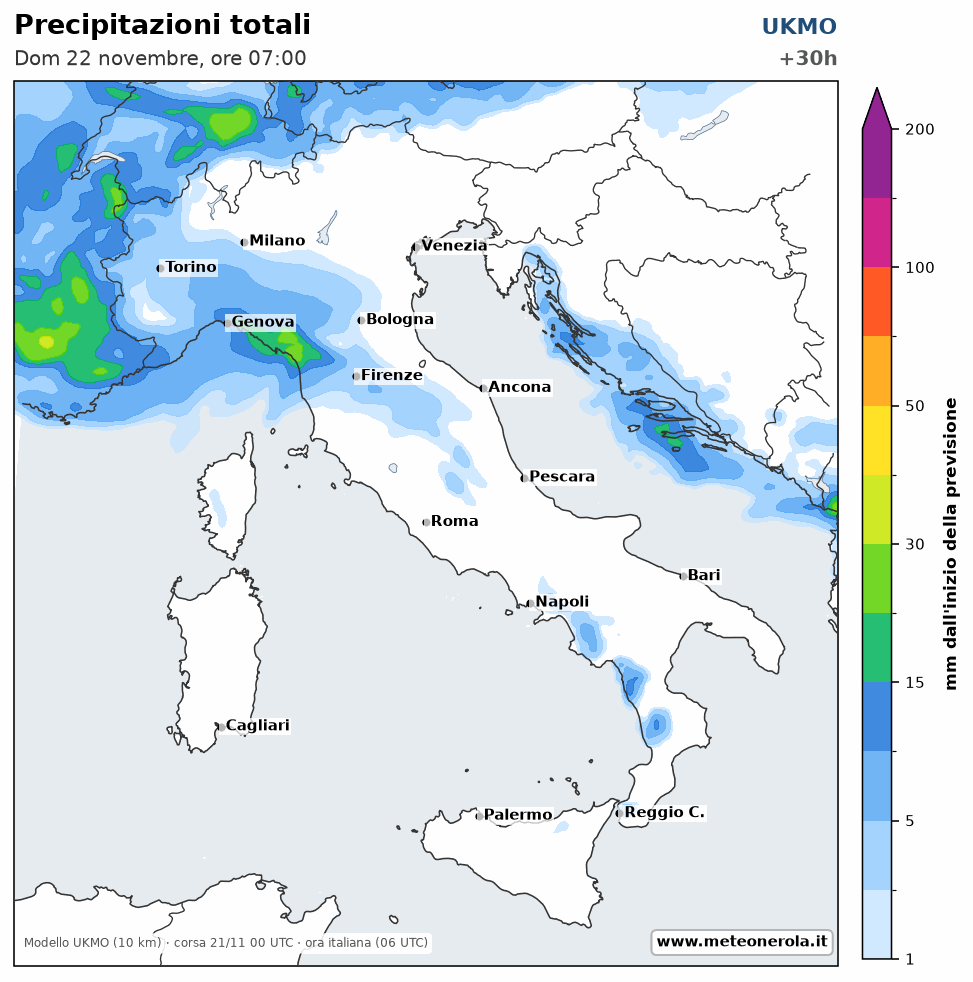 Precipitazioni totali
UKMO
Dom 22 novembre, ore 07:00
+30h
200
Milano
Venezia
Torino
100
Genova
Bologna
Firenze
Ancona
50
Pescara
Roma
30
Bari
Napoli
15
Cagliari
Palermo
Reggio C.
5
mm dall'inizio della previsione
Modello UKMO (10 km) · corsa 21/11 00 UTC · ora italiana (06 UTC)
www.meteonerola.it
1